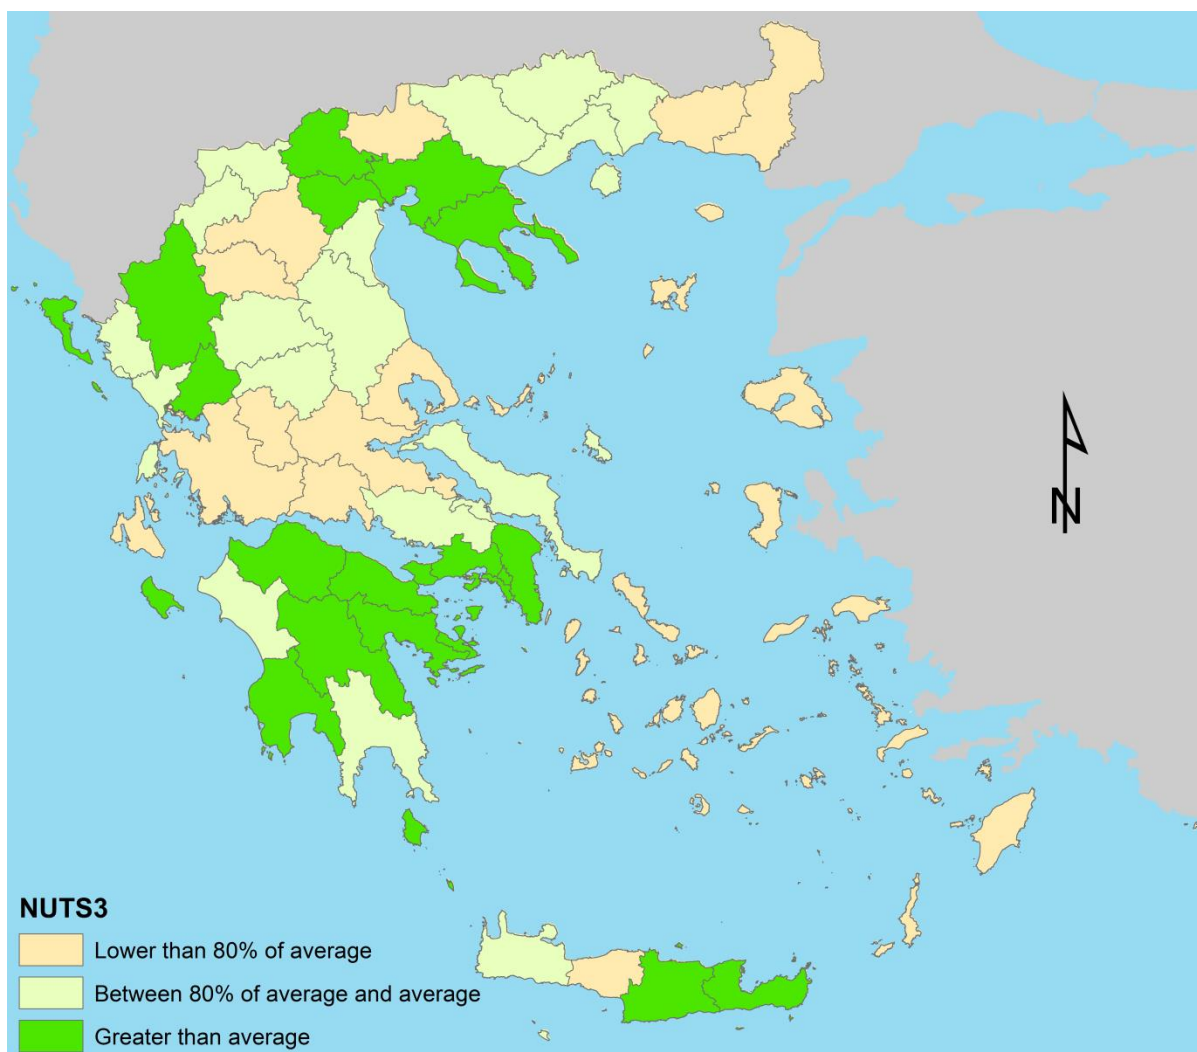 N
NUTS3
Lower than 80% of average
Between 80% of average and average
Greater than average